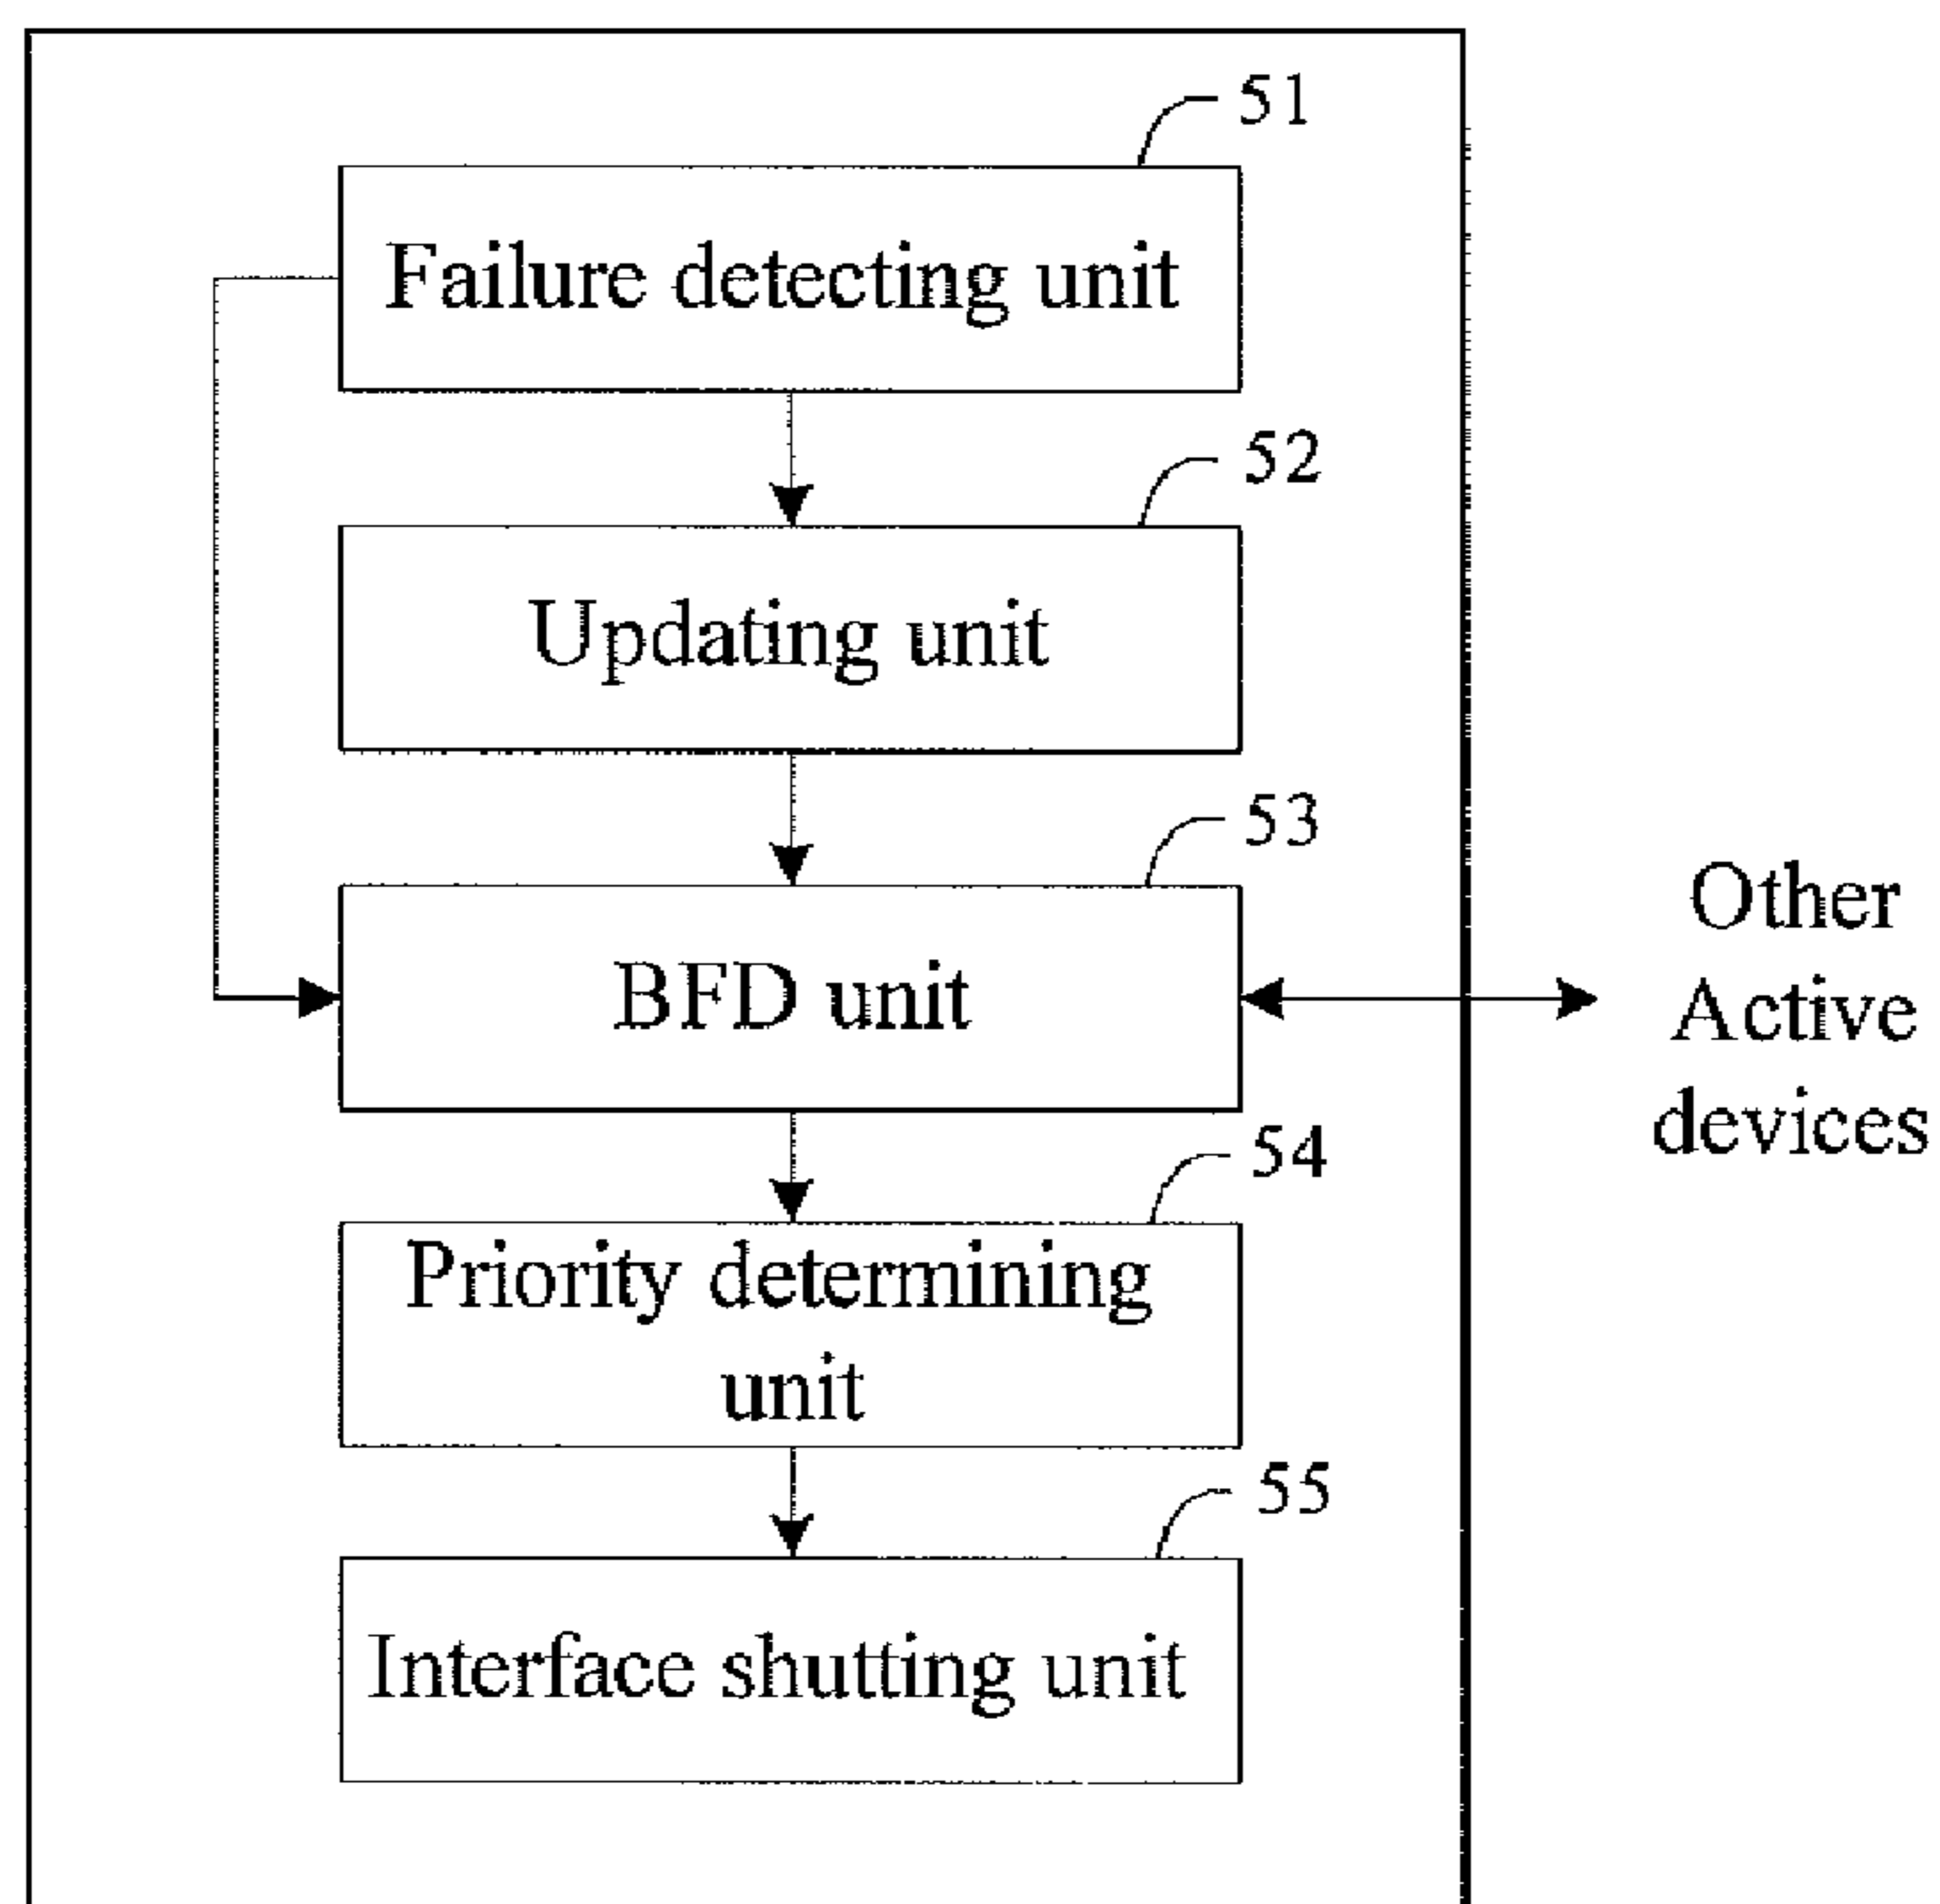 51
Failure detecting unit
52
Updating unit
53
BFD unit
Other
Active
devices
54
Priority determining
unit
55
Interface shutting unit